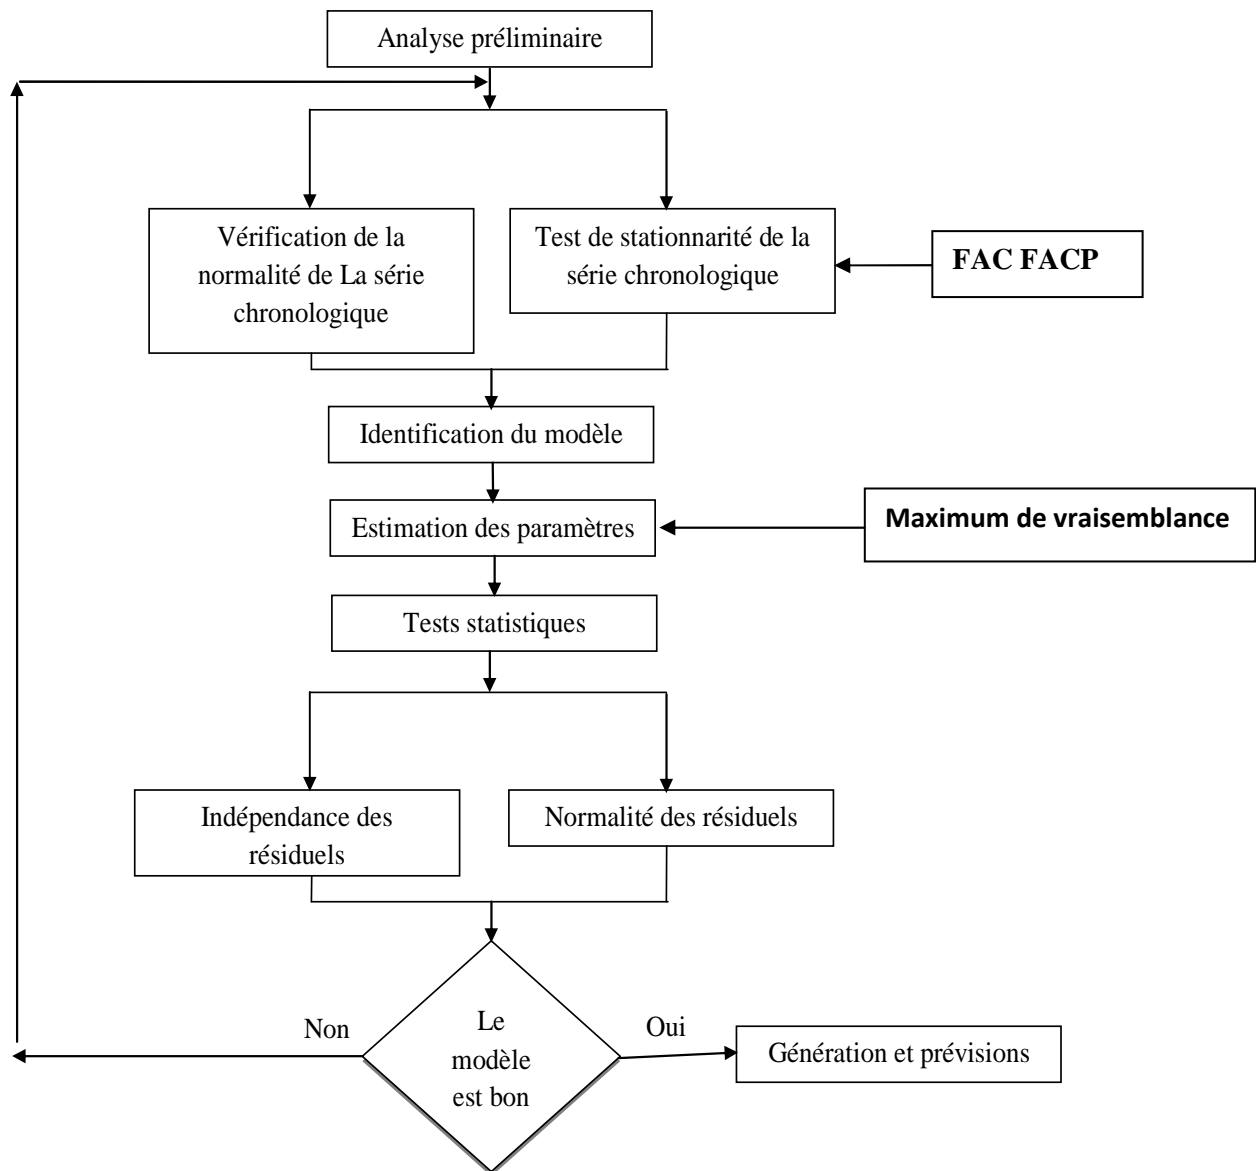 Analyse préliminaire
Vérification de la
normalité de La série
chronologique
Test de stationnarité de la
série chronologique
FAC FACP
Identification du modèle
Estimation des paramètres
Maximum de vraisemblance
Tests statistiques
Indépendance des
résiduels
Normalité des résiduels
Non
Le
modèle
est bon
Oui
Génération et prévisions